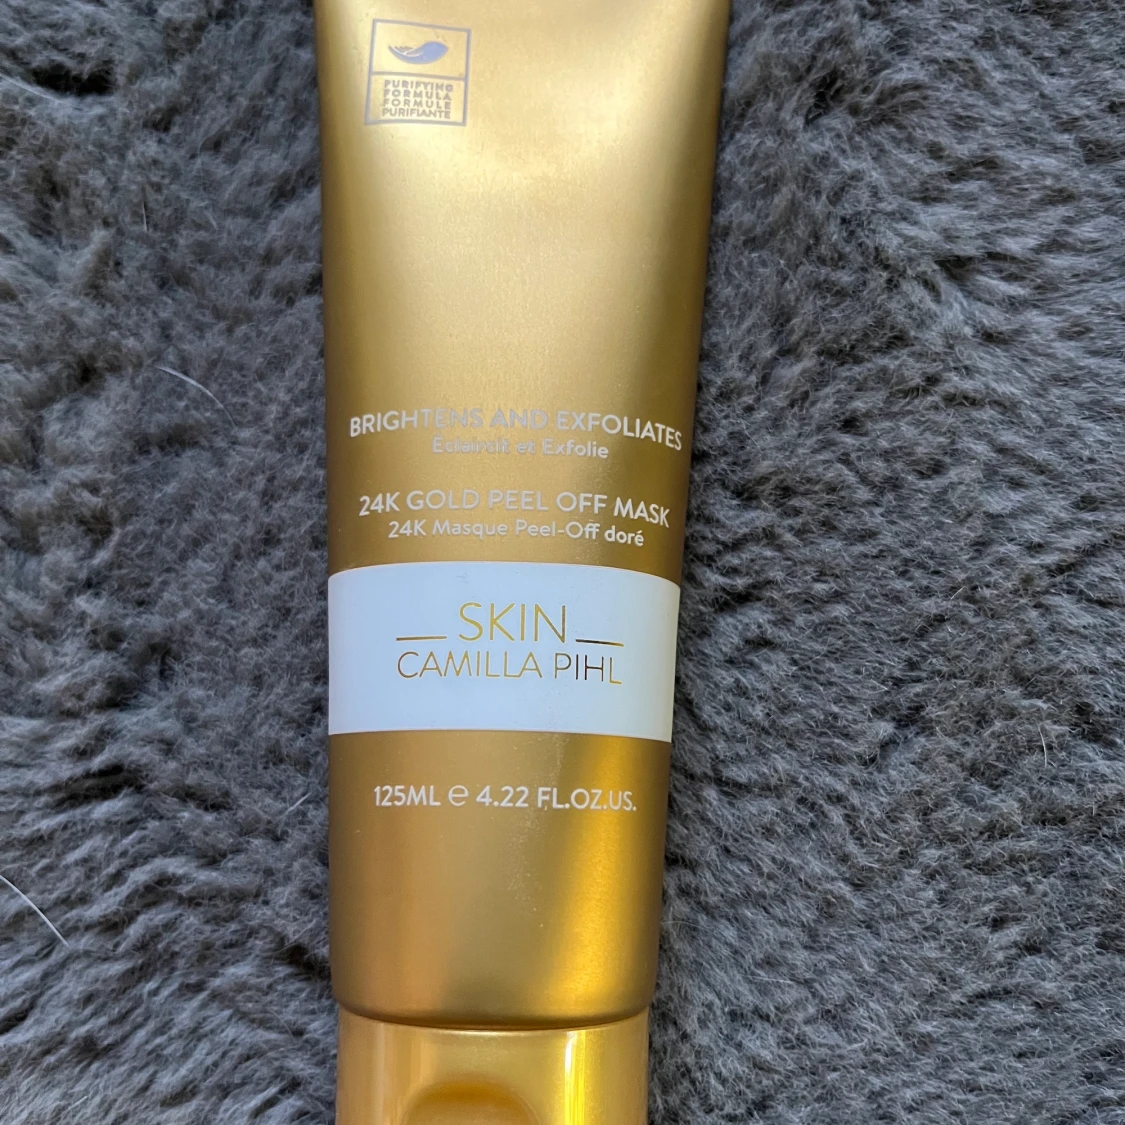 PURIFYING
FORMULA
FORMULE
PURIFIANTE
BRIGHTENS AND EXFOLIATES
Éclaircit et Exfolie
24K GOLD PEEL OFF MASK
24K Masque Peel-Off doré
SKIN
CAMILLA PIHL
125ML ℮ 4.22 FL.OZ.US.